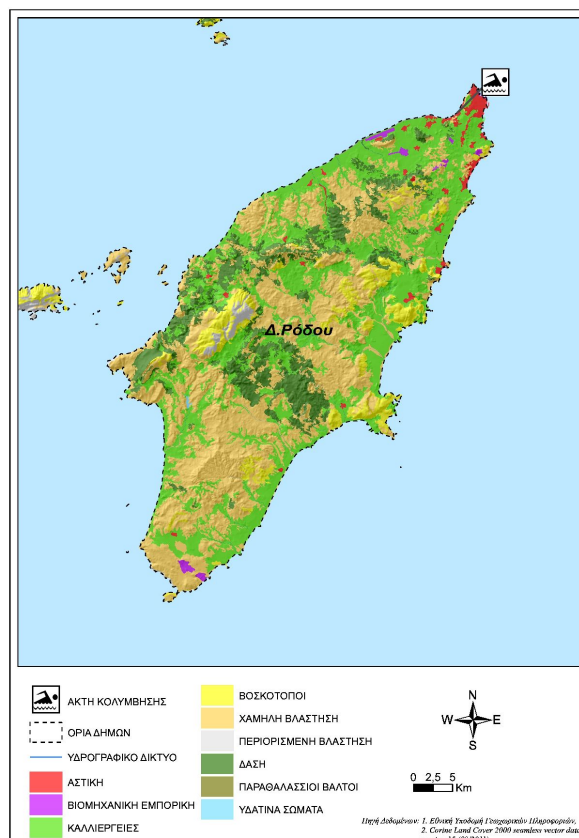 Δ.Ρόδου
ΑΚΤΗ ΚΟΛΥΜΒΗΣΗΣ
ΟΡΙΑ ΔΗΜΩΝ
ΥΔΡΟΓΡΑΦΙΚΟ ΔΙΚΤΥΟ
ΑΣΤΙΚΗ
ΒΙΟΜΗΧΑΝΙΚΗ ΕΜΠΟΡΙΚΗ
ΚΑΛΛΙΕΡΓΕΙΕΣ
ΒΟΣΚΟΤΟΠΟΙ
ΧΑΜΗΛΗ ΒΛΑΣΤΗΣΗ
ΠΕΡΙΟΡΙΣΜΕΝΗ ΒΛΑΣΤΗΣΗ
ΔΑΣΗ
ΠΑΡΑΘΑΛΑΣΣΙΟΙ ΒΑΛΤΟΙ
ΥΔΑΤΙΝΑ ΣΩΜΑΤΑ
N
W E
S
0 2,5 5
Km
Πηγή Δεδομένων: 1. Εθνική Υποδομή Γεωχωρικών Πληροφοριών,
2. Corine Land Cover 2000 seamless vector data